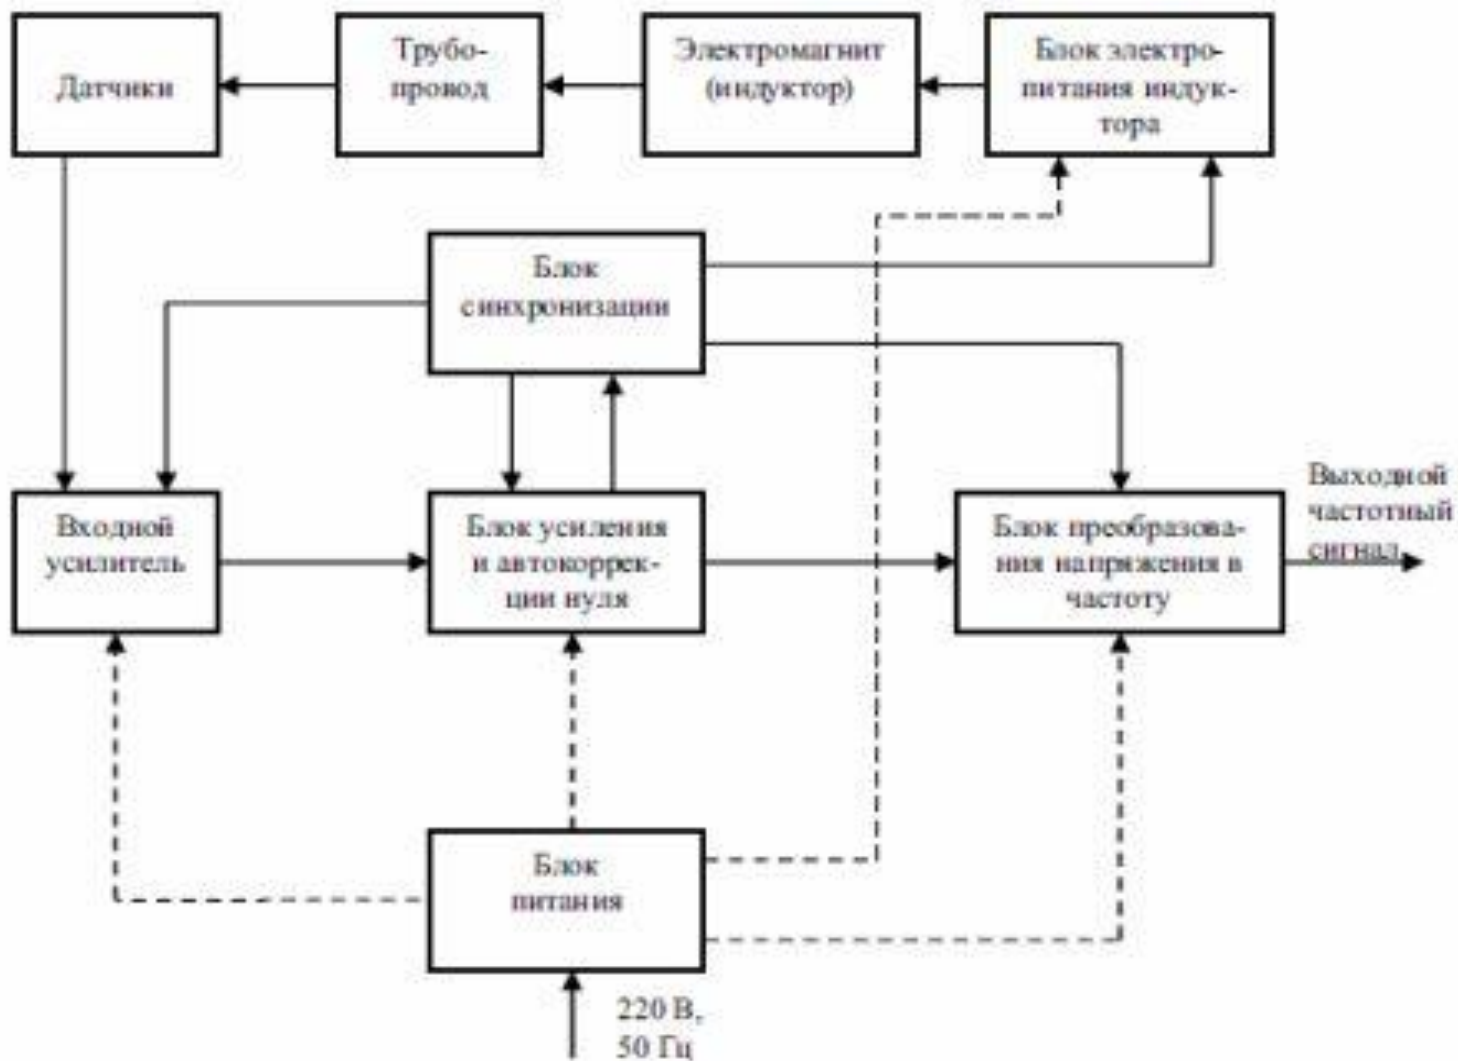 Датчики
Трубо-
провод
Электромагнит
(индуктор)
Блок электро-
питания индук-
тора
Блок
синхронизации
Входной
усилитель
Блок усиления
и автокоррек-
ции нуля
Блок преобразова-
ния напряжения в
частоту
Выходной
частотный
сигнал
Блок
питания
220 В,
50 Гц